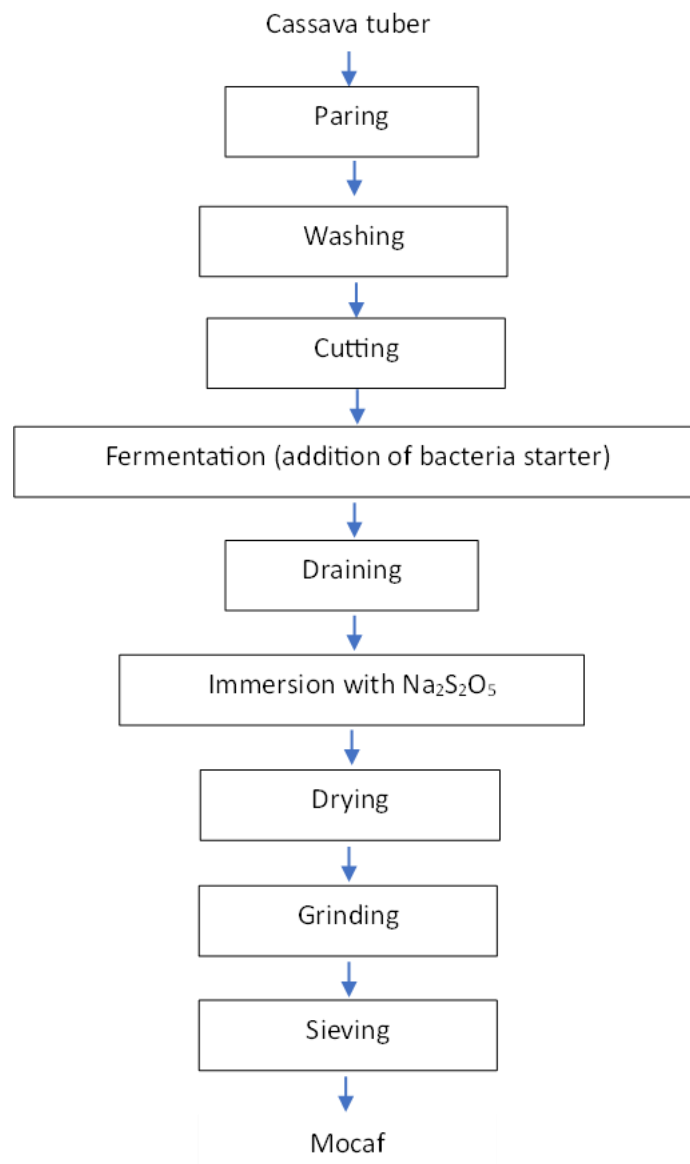 Cassava tuber
Paring
Washing
Cutting
Fermentation (addition of bacteria starter)
Draining
Immersion with Na₂S₂O₅
Drying
Grinding
Sieving
Mocaf